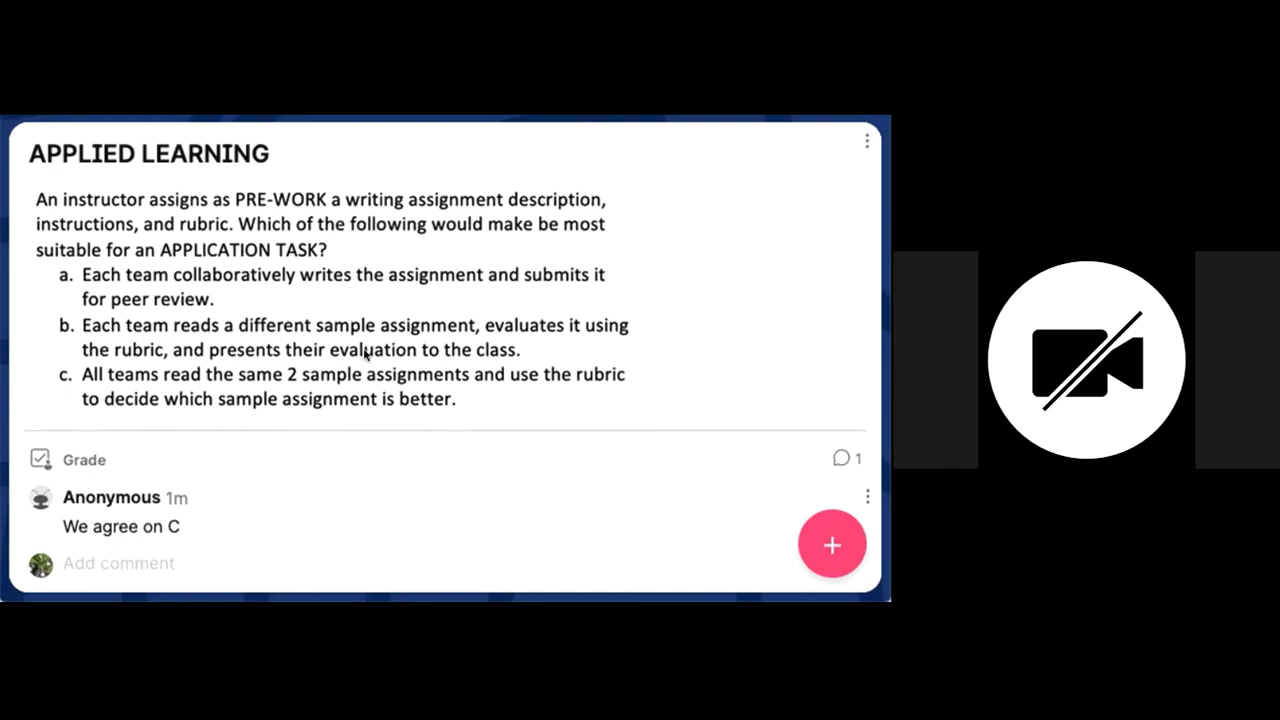 APPLIED LEARNING
An instructor assigns as PRE-WORK a writing assignment description,
instructions, and rubric. Which of the following would make be most
suitable for an APPLICATION TASK?
a. Each team collaboratively writes the assignment and submits it
for peer review.
b. Each team reads a different sample assignment, evaluates it using
the rubric, and presents their evaluation to the class.
c. All teams read the same 2 sample assignments and use the rubric
to decide which sample assignment is better.
Grade
1
Anonymous 1m
We agree on C
Add comment